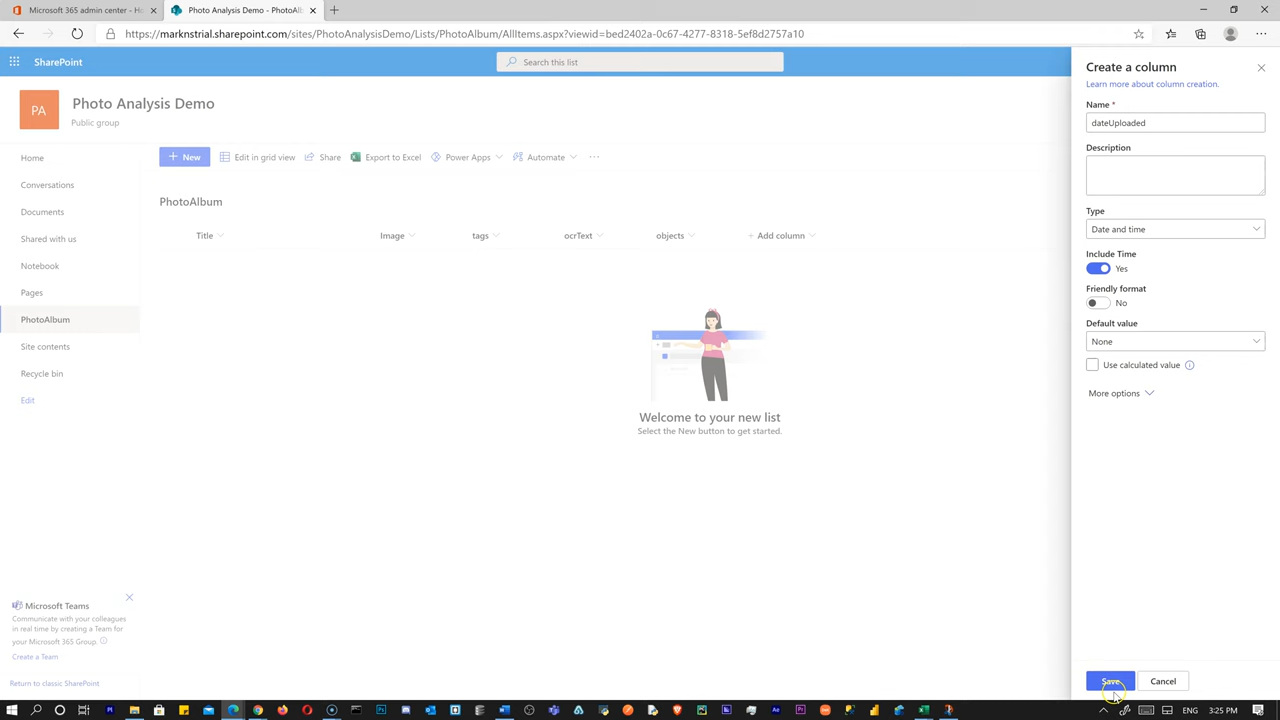 Microsoft 365 admin center - H
Photo Analysis Demo - PhotoAlb
https://marknstrial.sharepoint.com/sites/PhotoAnalysisDemo/Lists/PhotoAlbum/AllItems.aspx?viewid=bed2402a-0c67-4277-8318-5ef8d2757a10
SharePoint
Search this list
PA
Photo Analysis Demo
Public group
Home
Conversations
Documents
Shared with us
Notebook
Pages
PhotoAlbum
Site contents
Recycle bin
Edit
New
Edit in grid view
Share
Export to Excel
Power Apps
Automate
PhotoAlbum
Title
Image
tags
ocrText
objects
+ Add column
Welcome to your new list
Select the New button to get started.
Microsoft Teams
Communicate with your colleagues
in real time by creating a Team for
your Microsoft 365 Group.
Create a Team
Return to classic SharePoint
Create a column
Learn more about column creation.
Name *
dateUploaded
Description
Type
Date and time
Include Time
Yes
Friendly format
No
Default value
None
Use calculated value
More options
Save
Cancel
ENG
3:25 PM